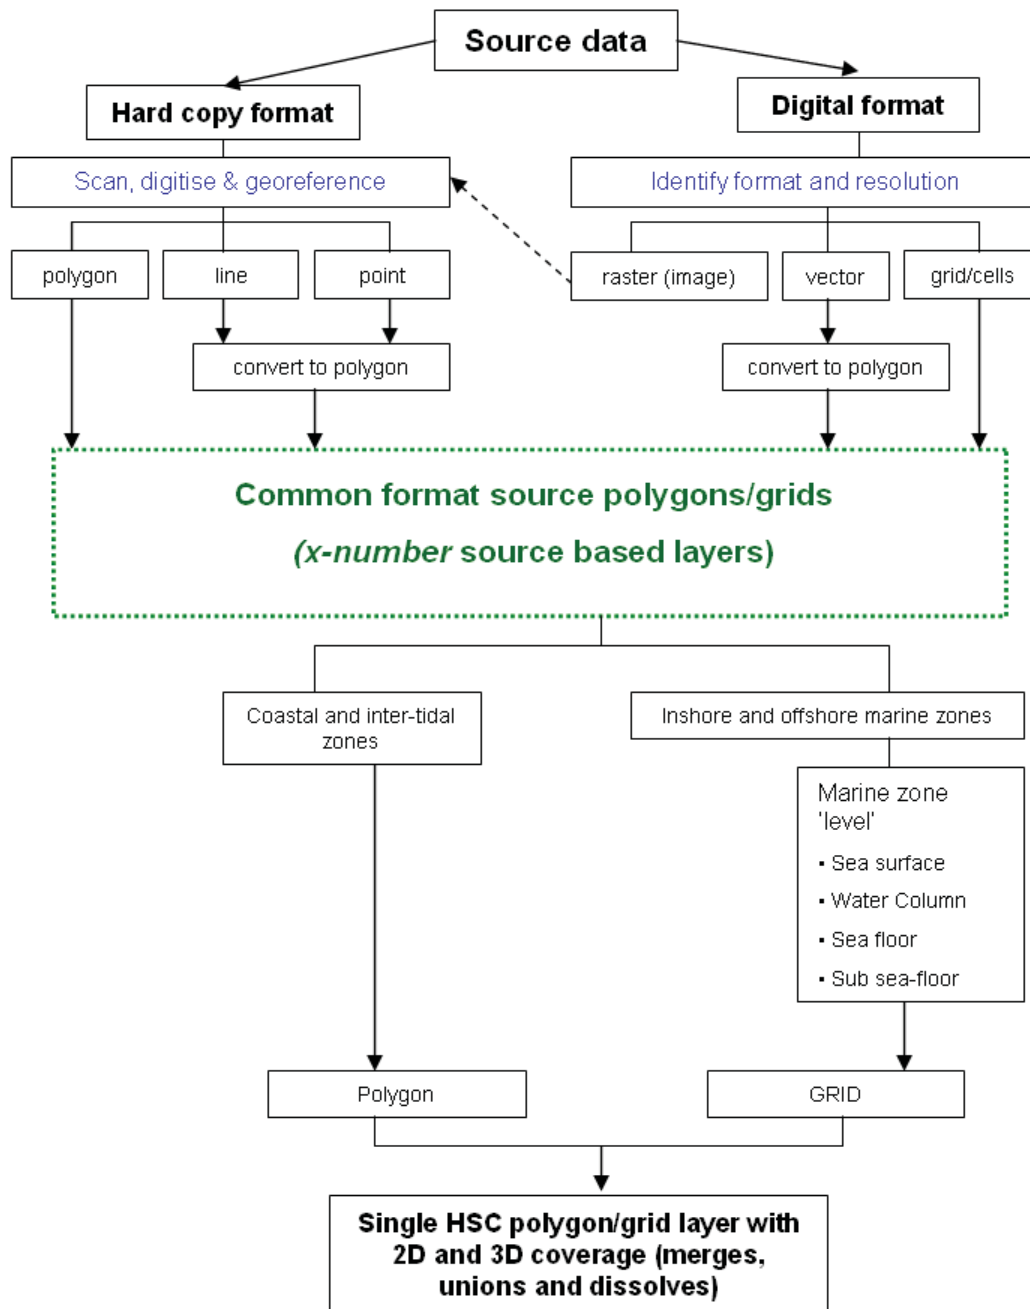 Source data
Hard copy format
Digital format
Scan, digitise & georeference
Identify format and resolution
polygon
line
point
raster (image)
vector
grid/cells
convert to polygon
convert to polygon
Common format source polygons/grids
(x-number source based layers)
Coastal and inter-tidal
zones
Inshore and offshore marine zones
Marine zone
'level'
▪ Sea surface
▪ Water Column
▪ Sea floor
▪ Sub sea-floor
Polygon
GRID
Single HSC polygon/grid layer with
2D and 3D coverage (merges,
unions and dissolves)